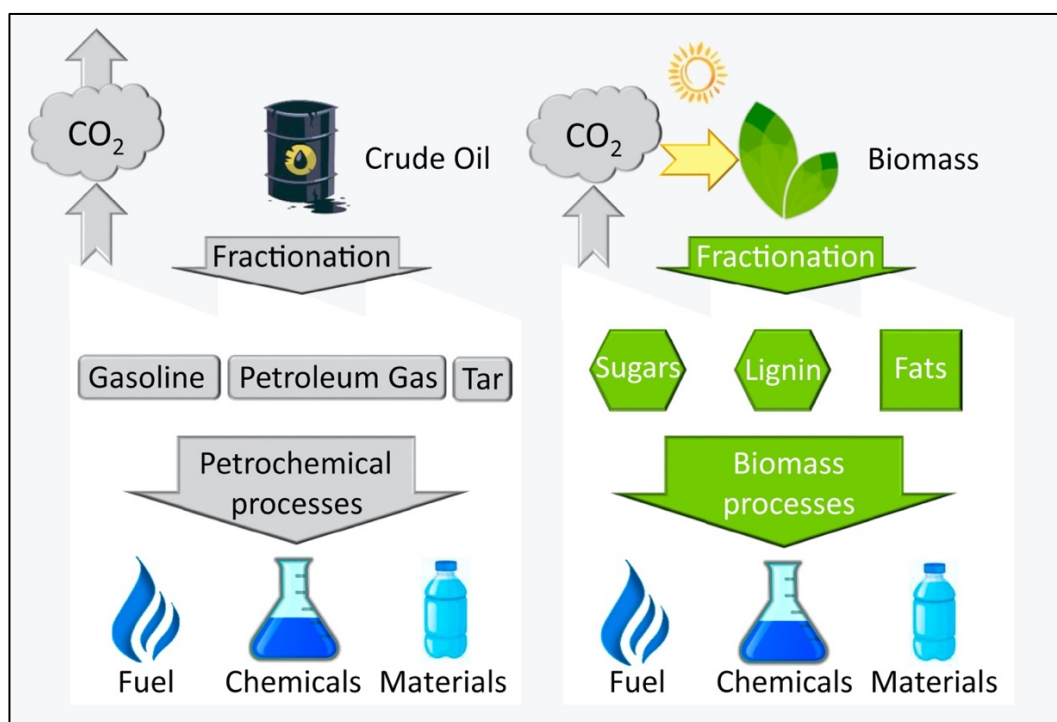 CO₂
Crude Oil
Fractionation
Gasoline Petroleum Gas Tar
Petrochemical
processes
Fuel Chemicals Materials
CO₂
Biomass
Fractionation
Sugars Lignin Fats
Biomass
processes
Fuel Chemicals Materials